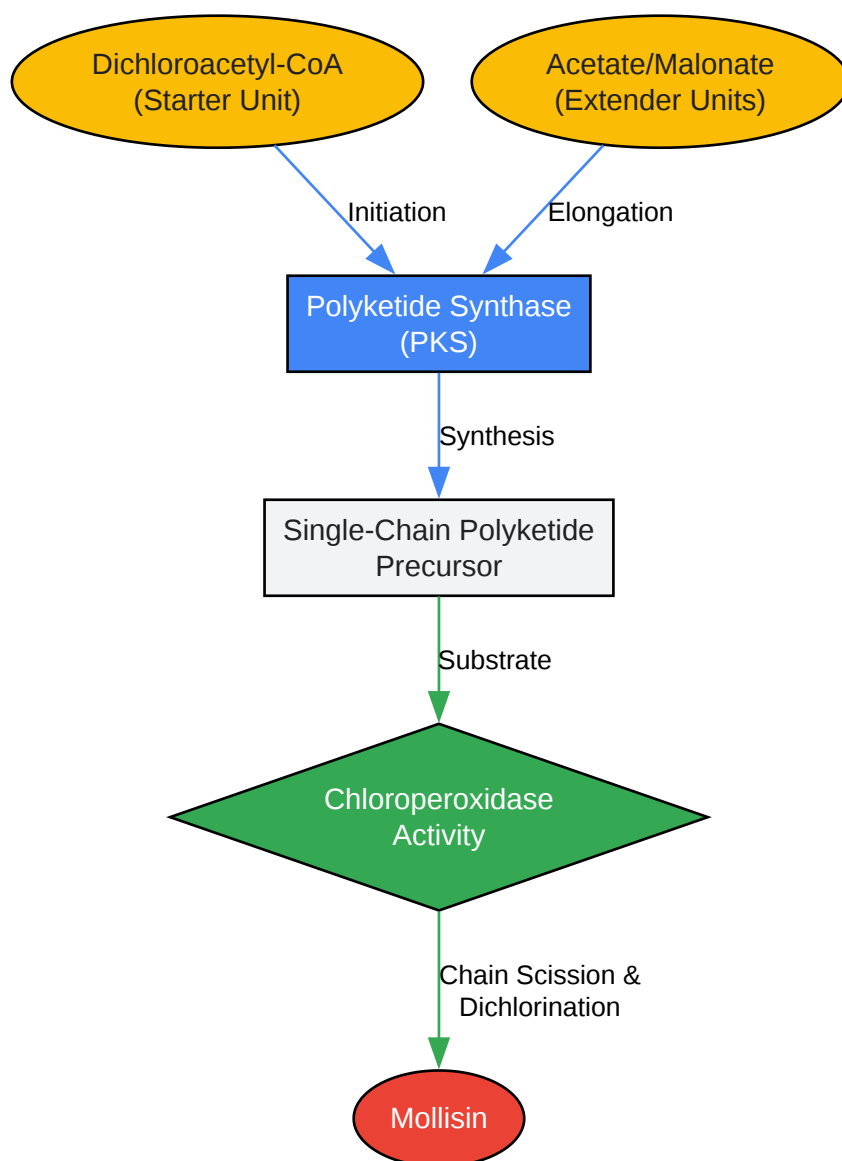 Dichloroacetyl-CoA
(Starter Unit)
Acetate/Malonate
(Extender Units)
Initiation
Elongation
Polyketide Synthase
(PKS)
Synthesis
Single-Chain Polyketide
Precursor
Substrate
Chloroperoxidase
Activity
Chain Scission &
Dichlorination
Mollisin